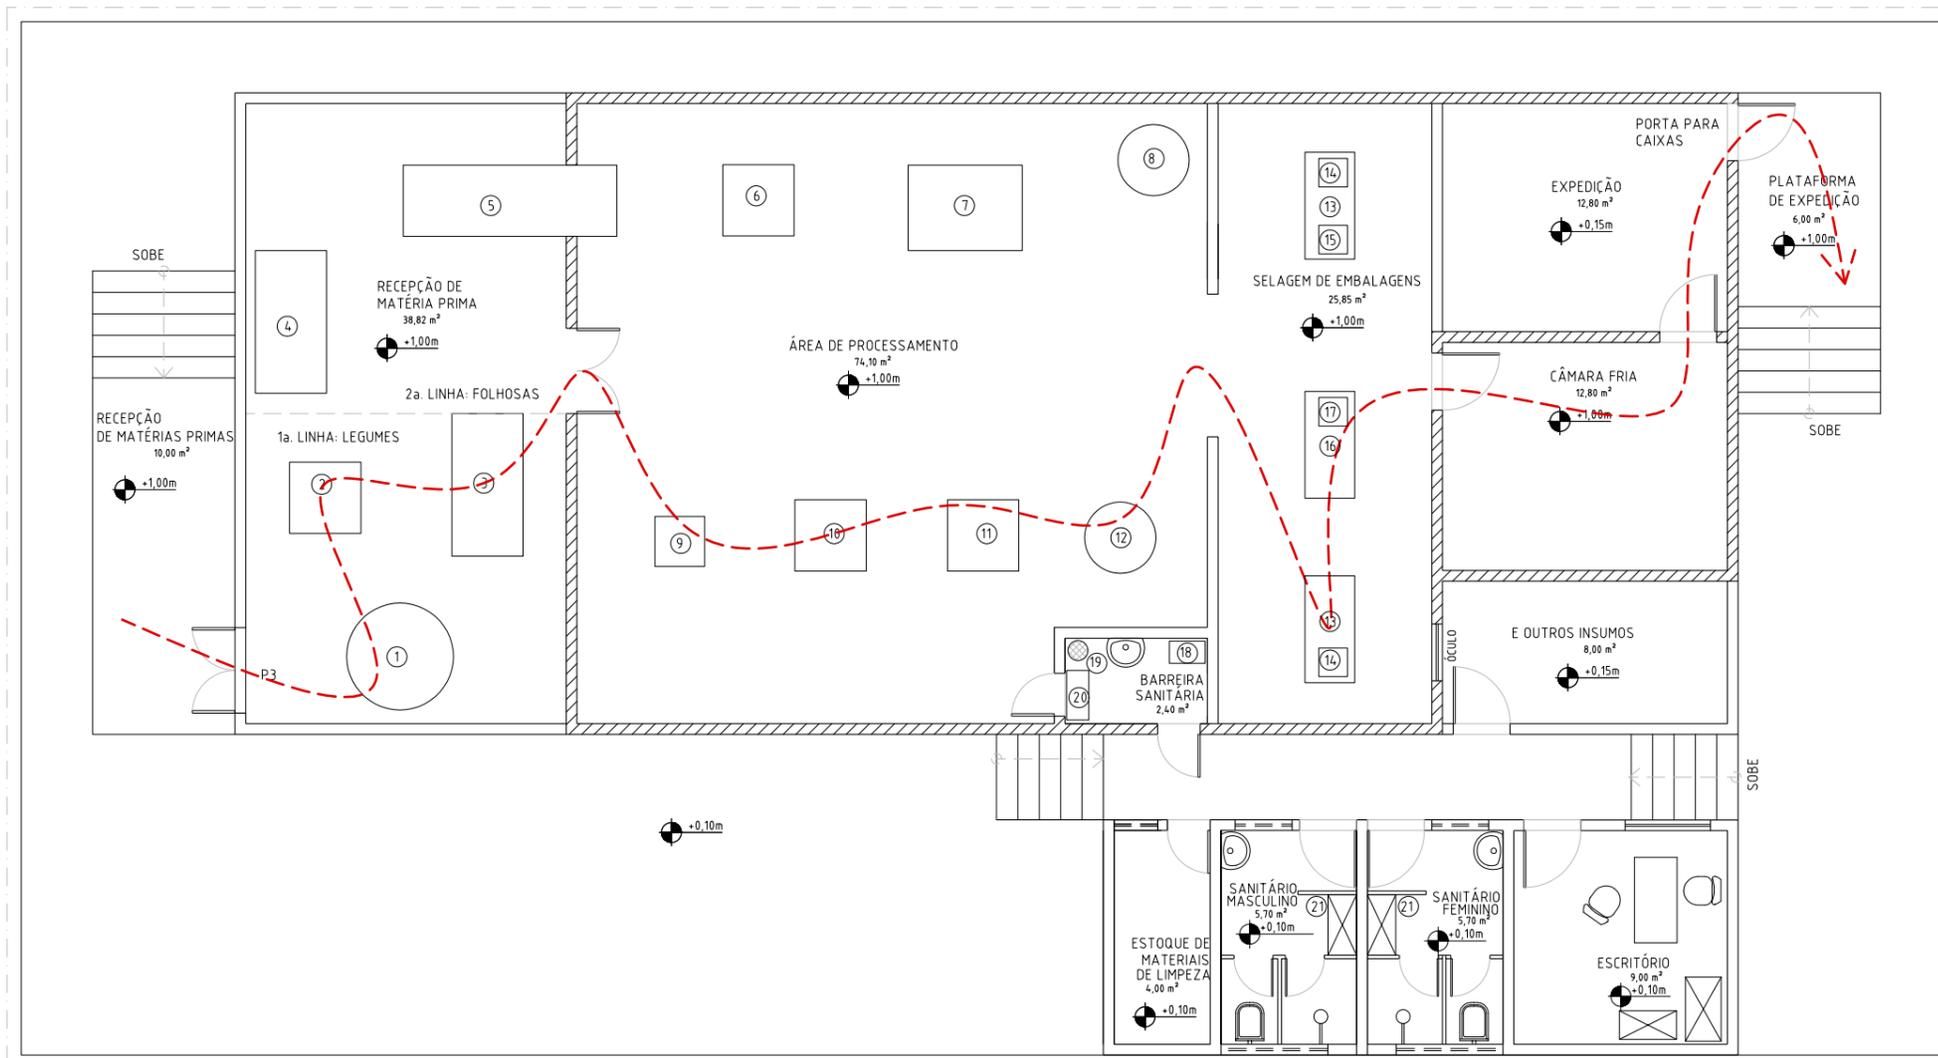 PORTA PARA
CAIXAS
8
14
13
15
6
5
7
EXPEDIÇÃO
12,80 m²
+0,15m
PLATAFORMA
DE EXPEDIÇÃO
6,00 m²
+1,00m
SOBE
RECEPÇÃO DE
MATÉRIA PRIMA
38,82 m²
+1,00m
4
SELAGEM DE EMBALAGENS
25,85 m²
+1,00m
ÁREA DE PROCESSAMENTO
74,10 m²
+1,00m
CÂMARA FRIA
12,80 m²
+1,00m
SOBE
2a. LINHA: FOLHOSAS
1a. LINHA: LEGUMES
RECEPÇÃO
DE MATÉRIAS PRIMAS
10,00 m²
+1,00m
17
16
2
3
9
10
11
12
13
14
1
P3
18
19
20
BARREIRA
SANITÁRIA
2,40 m²
ÓCULO
E OUTROS INSUMOS
8,00 m²
+0,15m
SOBE
+0,10m
SANITÁRIO
MASCULINO
5,70 m²
+0,10m
21
21
SANITÁRIO
FEMININO
5,70 m²
+0,10m
ESTOQUE DE
MATERIAIS
DE LIMPEZA
4,00 m²
+0,10m
ESCRITÓRIO
9,00 m²
+0,10m